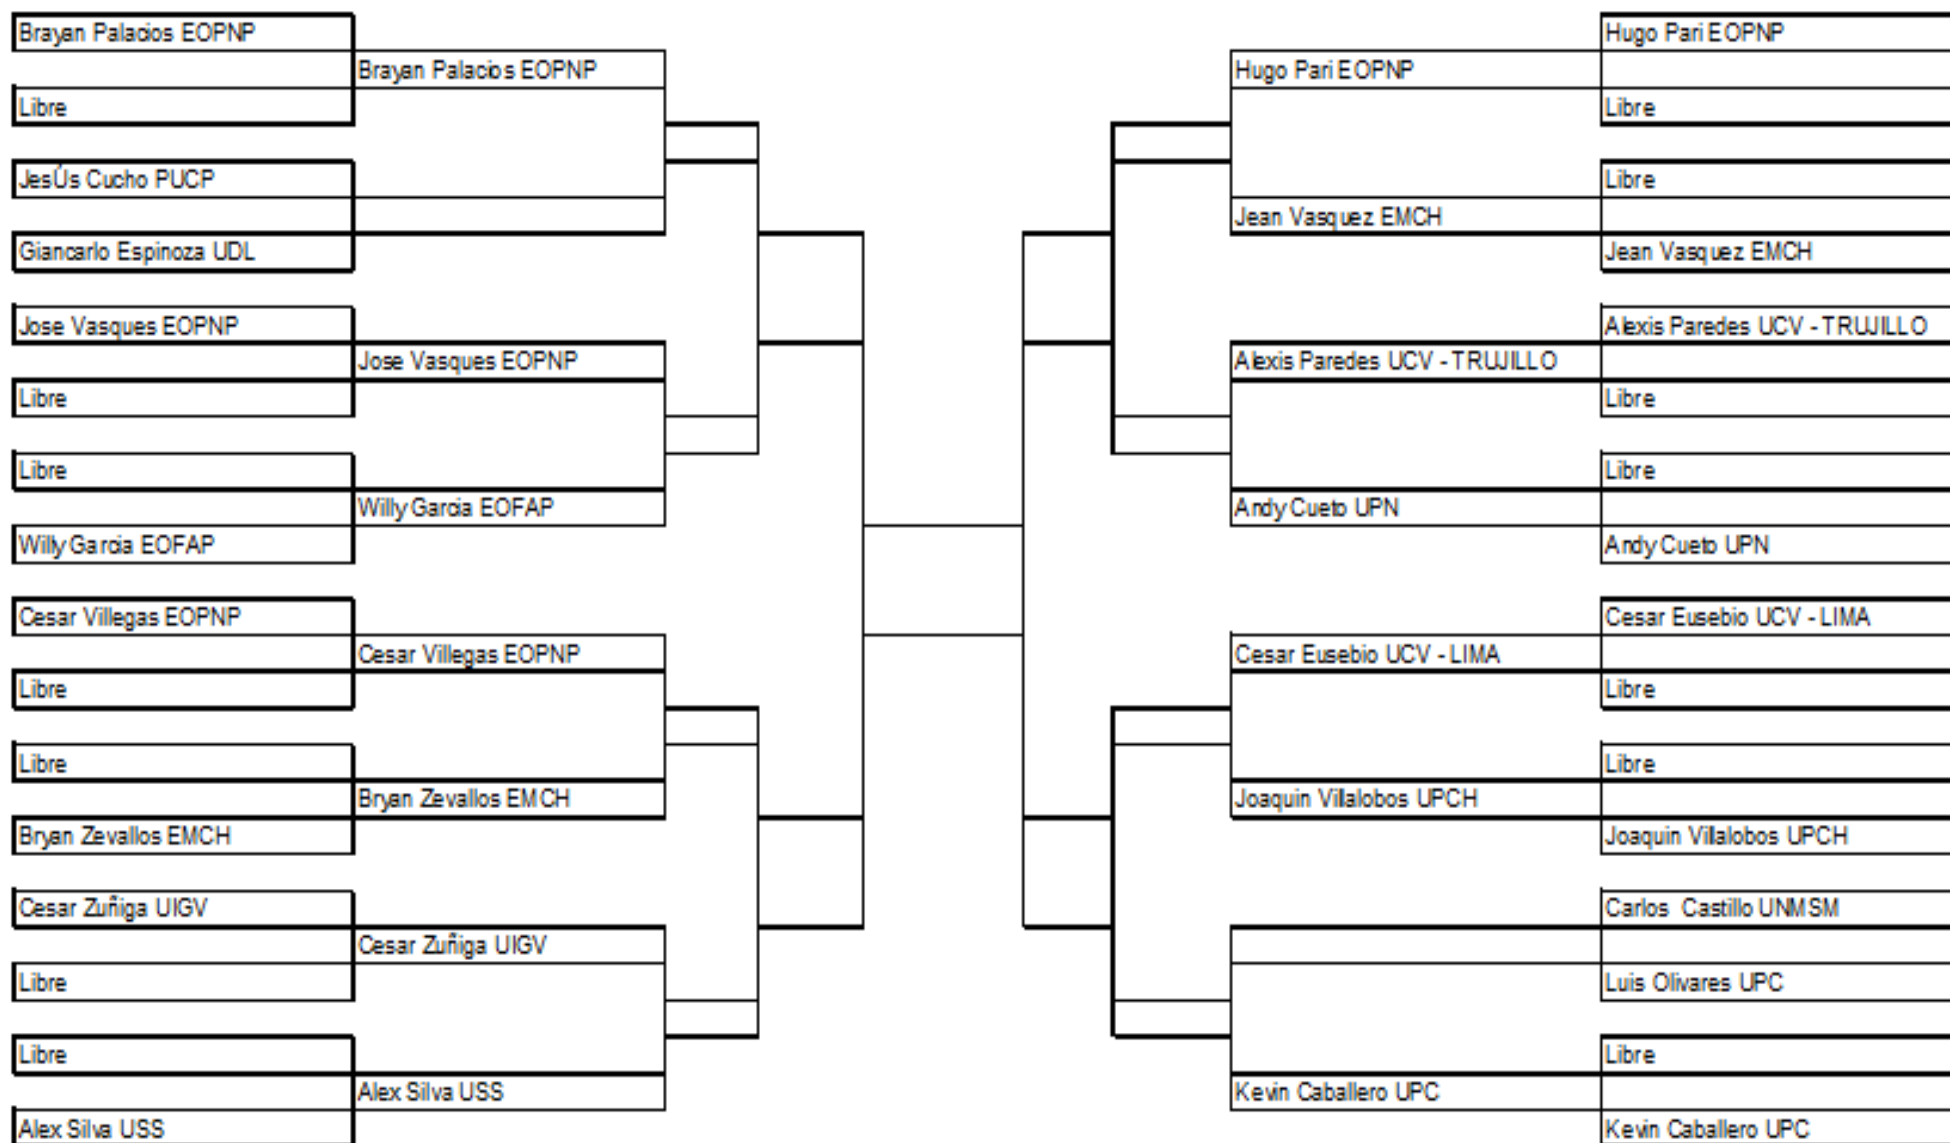 Brayan Palacios EOPNP
Libre
JesÚs Cucho PUCP
Giancarlo Espinoza UDL
Jose Vasques EOPNP
Libre
Libre
Willy Garcia EOFAP
Cesar Villegas EOPNP
Libre
Libre
Bryan Zevallos EMCH
Cesar Zuñiga UIGV
Libre
Libre
Alex Silva USS
Brayan Palacios EOPNP
Jose Vasques EOPNP
Willy Garcia EOFAP
Cesar Villegas EOPNP
Bryan Zevallos EMCH
Cesar Zuñiga UIGV
Alex Silva USS
Hugo Pari EOPNP
Jean Vasquez EMCH
Alexis Paredes UCV - TRUJILLO
Andy Cueto UPN
Cesar Eusebio UCV - LIMA
Joaquin Villalobos UPCH
Kevin Caballero UPC
Hugo Pari EOPNP
Libre
Libre
Jean Vasquez EMCH
Alexis Paredes UCV - TRUJILLO
Libre
Libre
Andy Cueto UPN
Cesar Eusebio UCV - LIMA
Libre
Libre
Joaquin Villalobos UPCH
Carlos  Castillo UNMSM
Luis Olivares UPC
Libre
Kevin Caballero UPC